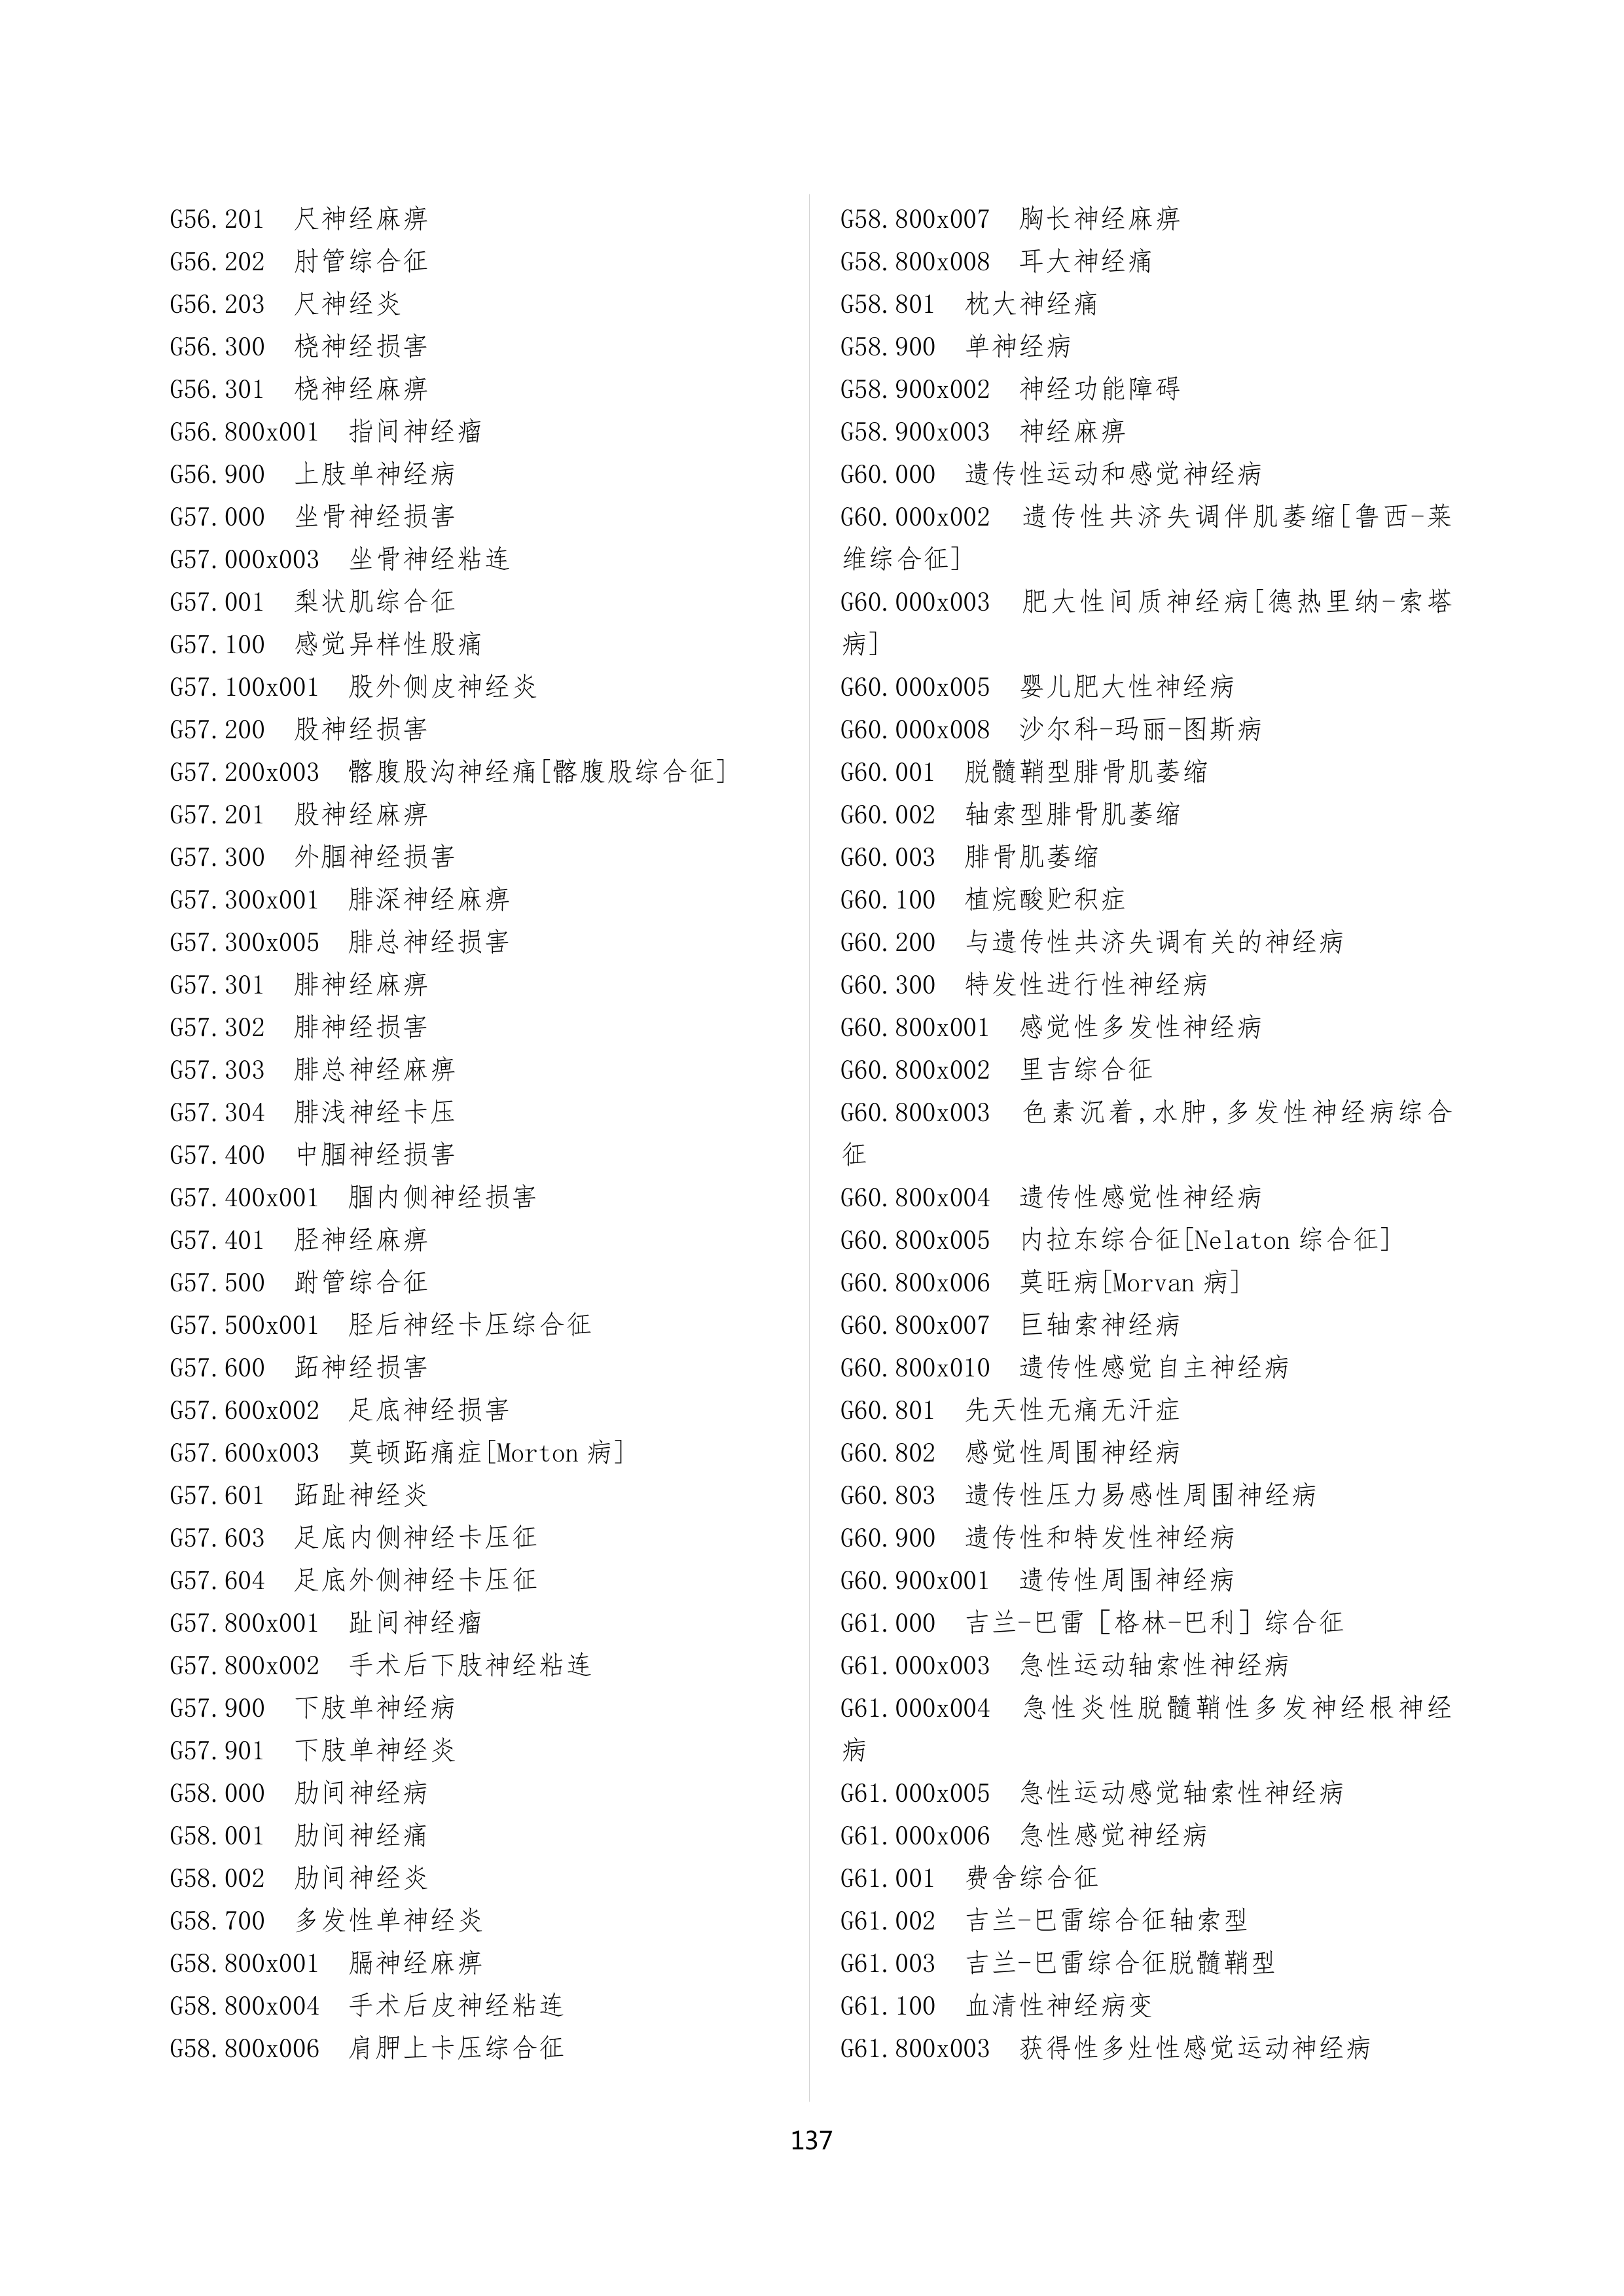 G56.201 尺神经麻痹
G56.202 肘管综合征
G56.203 尺神经炎
G56.300 桡神经损害
G56.301 桡神经麻痹
G56.800x001 指间神经瘤
G56.900 上肢单神经病
G57.000 坐骨神经损害
G57.000x003 坐骨神经粘连
G57.001 梨状肌综合征
G57.100 感觉异样性股痛
G57.100x001 股外侧皮神经炎
G57.200 股神经损害
G57.200x003 髂腹股沟神经痛[髂腹股综合征]
G57.201 股神经麻痹
G57.300 外腘神经损害
G57.300x001 腓深神经麻痹
G57.300x005 腓总神经损害
G57.301 腓神经麻痹
G57.302 腓神经损害
G57.303 腓总神经麻痹
G57.304 腓浅神经卡压
G57.400 中腘神经损害
G57.400x001 腘内侧神经损害
G57.401 胫神经麻痹
G57.500 跗管综合征
G57.500x001 胫后神经卡压综合征
G57.600 跖神经损害
G57.600x002 足底神经损害
G57.600x003 莫顿跖痛症[Morton 病]
G57.601 跖趾神经炎
G57.603 足底内侧神经卡压征
G57.604 足底外侧神经卡压征
G57.800x001 趾间神经瘤
G57.800x002 手术后下肢神经粘连
G57.900 下肢单神经病
G57.901 下肢单神经炎
G58.000 肋间神经病
G58.001 肋间神经痛
G58.002 肋间神经炎
G58.700 多发性单神经炎
G58.800x001 膈神经麻痹
G58.800x004 手术后皮神经粘连
G58.800x006 肩胛上卡压综合征
G58.800x007 胸长神经麻痹
G58.800x008 耳大神经痛
G58.801 枕大神经痛
G58.900 单神经病
G58.900x002 神经功能障碍
G58.900x003 神经麻痹
G60.000 遗传性运动和感觉神经病
G60.000x002 遗传性共济失调伴肌萎缩[鲁西-莱
维综合征]
G60.000x003 肥大性间质神经病[德热里纳-索塔
病]
G60.000x005 婴儿肥大性神经病
G60.000x008 沙尔科-玛丽-图斯病
G60.001 脱髓鞘型腓骨肌萎缩
G60.002 轴索型腓骨肌萎缩
G60.003 腓骨肌萎缩
G60.100 植烷酸贮积症
G60.200 与遗传性共济失调有关的神经病
G60.300 特发性进行性神经病
G60.800x001 感觉性多发性神经病
G60.800x002 里吉综合征
G60.800x003 色素沉着,水肿,多发性神经病综合
征
G60.800x004 遗传性感觉性神经病
G60.800x005 内拉东综合征[Nelaton 综合征]
G60.800x006 莫旺病[Morvan 病]
G60.800x007 巨轴索神经病
G60.800x010 遗传性感觉自主神经病
G60.801 先天性无痛无汗症
G60.802 感觉性周围神经病
G60.803 遗传性压力易感性周围神经病
G60.900 遗传性和特发性神经病
G60.900x001 遗传性周围神经病
G61.000 吉兰-巴雷［格林-巴利］综合征
G61.000x003 急性运动轴索性神经病
G61.000x004 急性炎性脱髓鞘性多发神经根神经
病
G61.000x005 急性运动感觉轴索性神经病
G61.000x006 急性感觉神经病
G61.001 费舍综合征
G61.002 吉兰-巴雷综合征轴索型
G61.003 吉兰-巴雷综合征脱髓鞘型
G61.100 血清性神经病变
G61.800x003 获得性多灶性感觉运动神经病
137